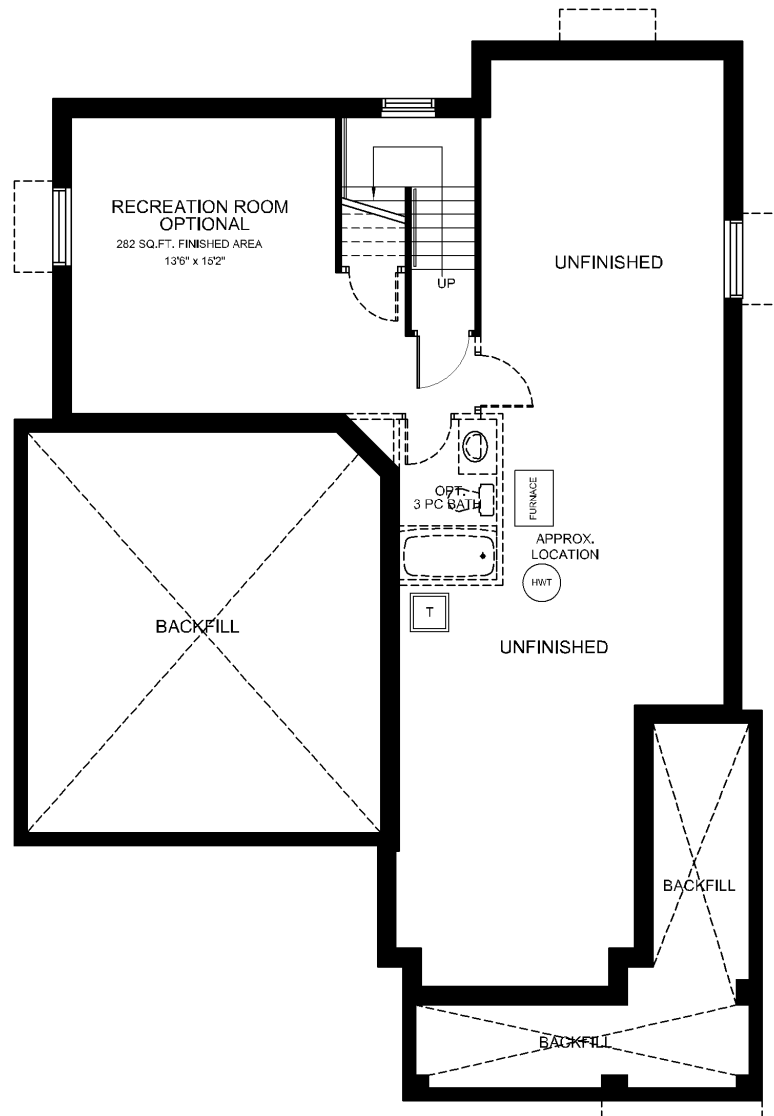 RECREATION ROOM
OPTIONAL
282 SQ.FT. FINISHED AREA
13'6" x 15'2"
UNFINISHED
UP
OPT.
3 PC BATH
FURNACE
APPROX.
LOCATION
HWT
T
BACKFILL
UNFINISHED
BACKFILL
BACKFILL